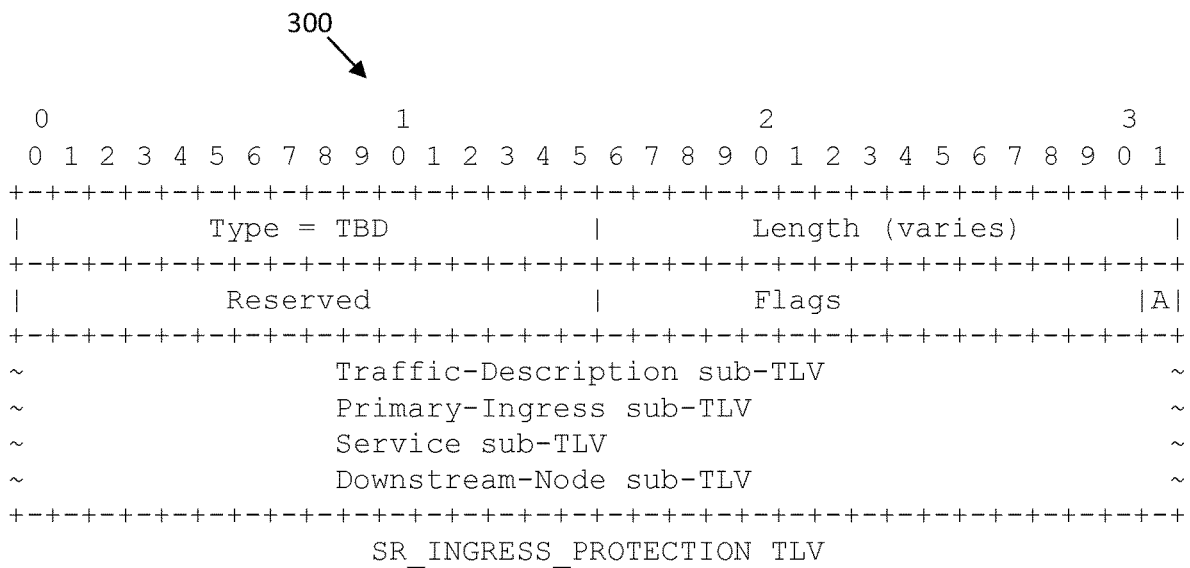 300
0 1 2 3
0 1 2 3 4 5 6 7 8 9 0 1 2 3 4 5 6 7 8 9 0 1 2 3 4 5 6 7 8 9 0 1
+-+-+-+-+-+-+-+-+-+-+-+-+-+-+-+-+-+-+-+-+-+-+-+-+-+-+-+-+-+-+-+-+
| Type = TBD | Length (varies) |
+-+-+-+-+-+-+-+-+-+-+-+-+-+-+-+-+-+-+-+-+-+-+-+-+-+-+-+-+-+-+-+-+
| Reserved | Flags |A|
+-+-+-+-+-+-+-+-+-+-+-+-+-+-+-+-+-+-+-+-+-+-+-+-+-+-+-+-+-+-+-+-+
~ Traffic-Description sub-TLV ~
~ Primary-Ingress sub-TLV ~
~ Service sub-TLV ~
~ Downstream-Node sub-TLV ~
+-+-+-+-+-+-+-+-+-+-+-+-+-+-+-+-+-+-+-+-+-+-+-+-+-+-+-+-+-+-+-+-+
SR_INGRESS_PROTECTION TLV